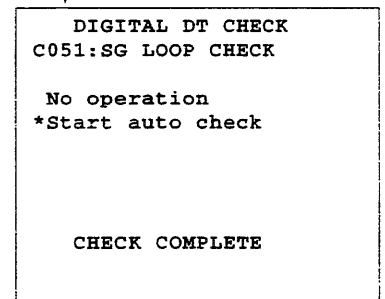 DIGITAL DT CHECK
C051:SG LOOP CHECK
No operation
*Start auto check
CHECK COMPLETE